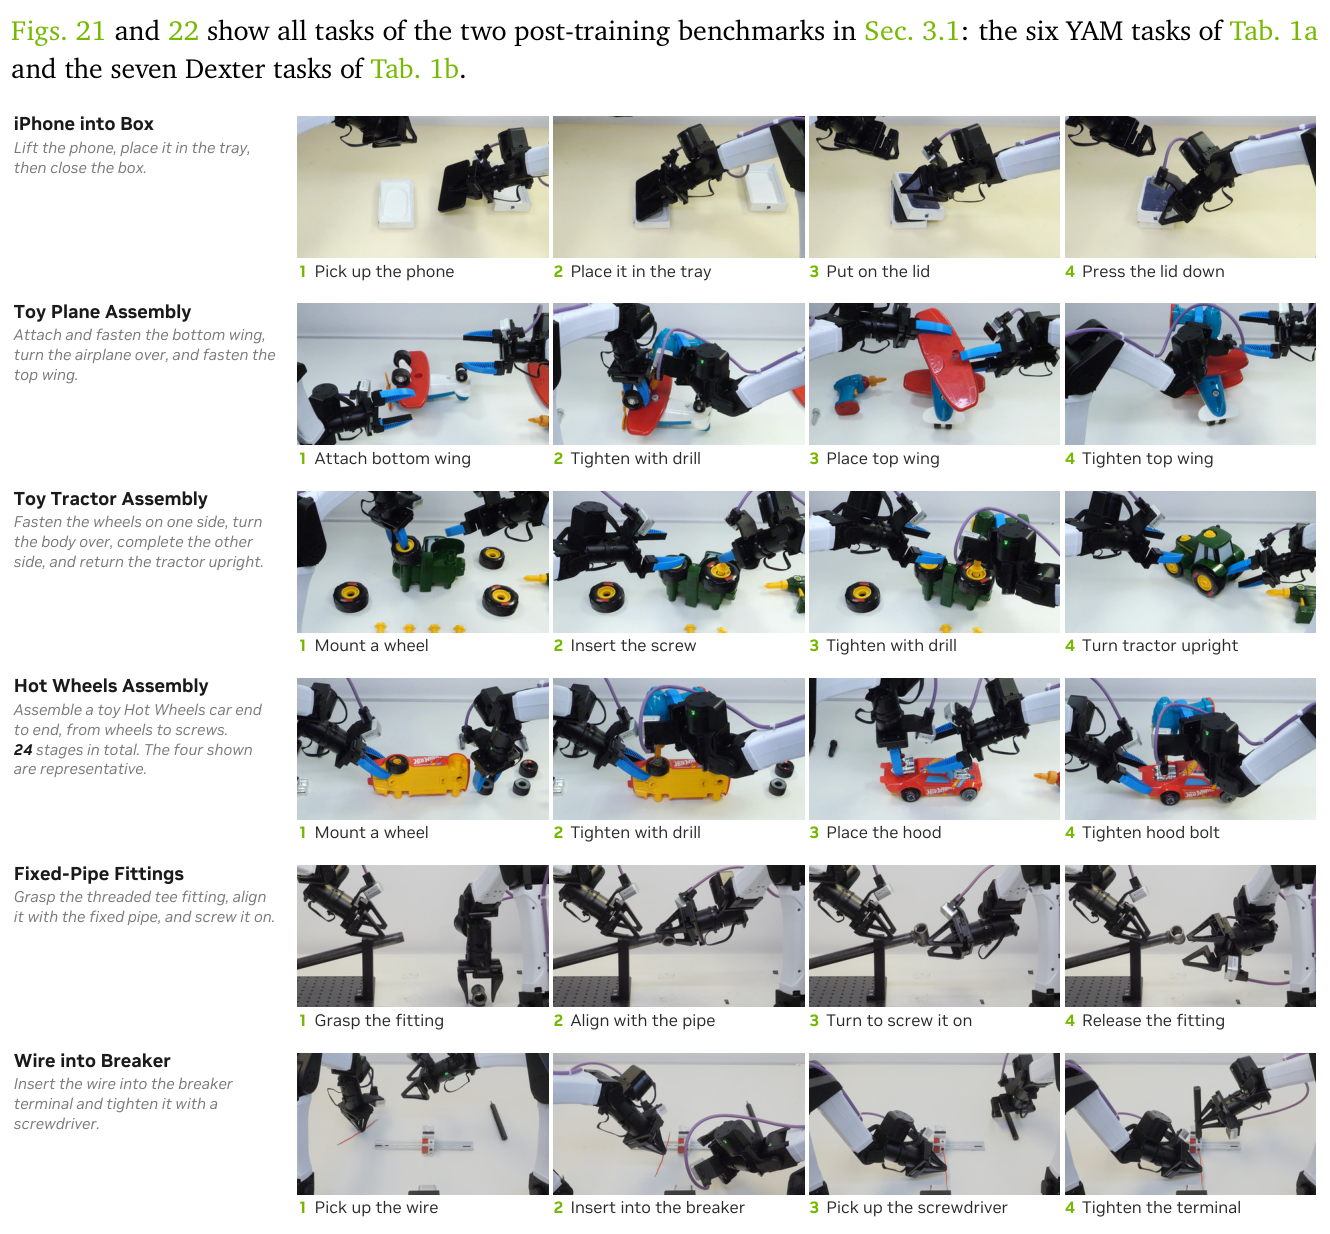 Figs. 21 and 22 show all tasks of the two post-training benchmarks in Sec. 3.1: the six YAM tasks of Tab. 1a
and the seven Dexter tasks of Tab. 1b.
iPhone into Box
Lift the phone, place it in the tray,
then close the box.
1 Pick up the phone
2 Place it in the tray
3 Put on the lid
4 Press the lid down
Toy Plane Assembly
Attach and fasten the bottom wing,
turn the airplane over, and fasten the
top wing.
1 Attach bottom wing
2 Tighten with drill
3 Place top wing
4 Tighten top wing
Toy Tractor Assembly
Fasten the wheels on one side, turn
the body over, complete the other
side, and return the tractor upright.
1 Mount a wheel
2 Insert the screw
3 Tighten with drill
4 Turn tractor upright
Hot Wheels Assembly
Assemble a toy Hot Wheels car end
to end, from wheels to screws.
24 stages in total. The four shown
are representative.
1 Mount a wheel
2 Tighten with drill
3 Place the hood
4 Tighten hood bolt
Fixed-Pipe Fittings
Grasp the threaded tee fitting, align
it with the fixed pipe, and screw it on.
1 Grasp the fitting
2 Align with the pipe
3 Turn to screw it on
4 Release the fitting
Wire into Breaker
Insert the wire into the breaker
terminal and tighten it with a
screwdriver.
1 Pick up the wire
2 Insert into the breaker
3 Pick up the screwdriver
4 Tighten the terminal